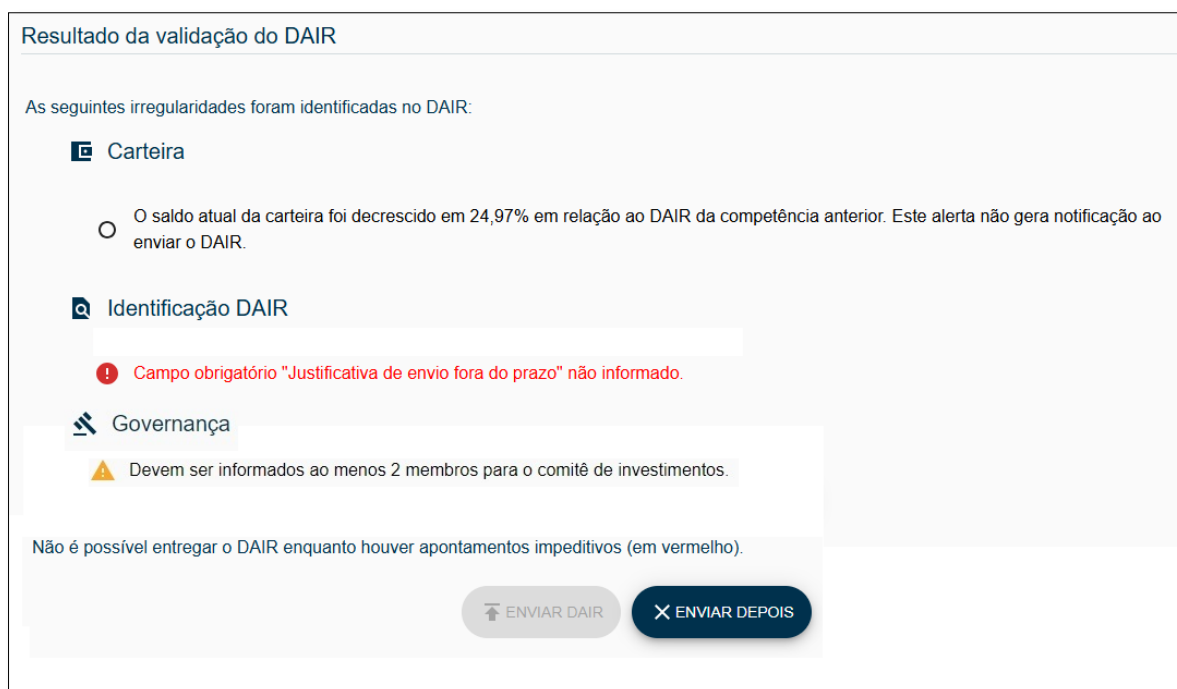 Resultado da validação do DAIR
As seguintes irregularidades foram identificadas no DAIR:
Carteira
O saldo atual da carteira foi decrescido em 24,97% em relação ao DAIR da competência anterior. Este alerta não gera notificação ao
enviar o DAIR.
Identificação DAIR
Campo obrigatório "Justificativa de envio fora do prazo" não informado.
Governança
Devem ser informados ao menos 2 membros para o comitê de investimentos.
Não é possível entregar o DAIR enquanto houver apontamentos impeditivos (em vermelho).
ENVIAR DAIR
ENVIAR DEPOIS